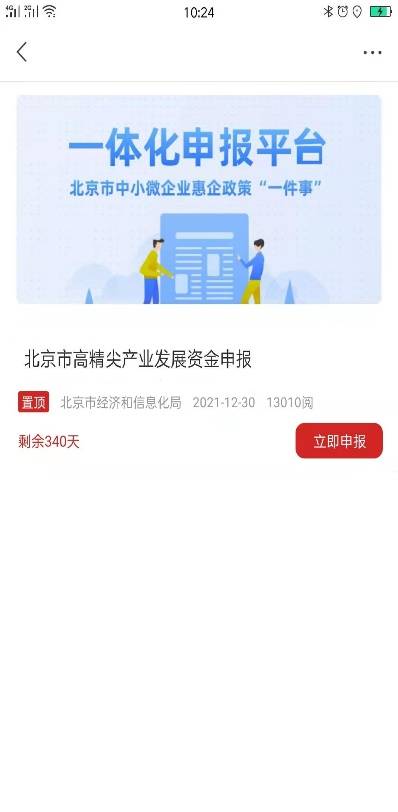 4G 2G 10:24
一体化申报平台
北京市中小微企业惠企政策“一件事”
北京市高精尖产业发展资金申报
置顶 北京市经济和信息化局 2021-12-30 13010阅
剩余340天 立即申报